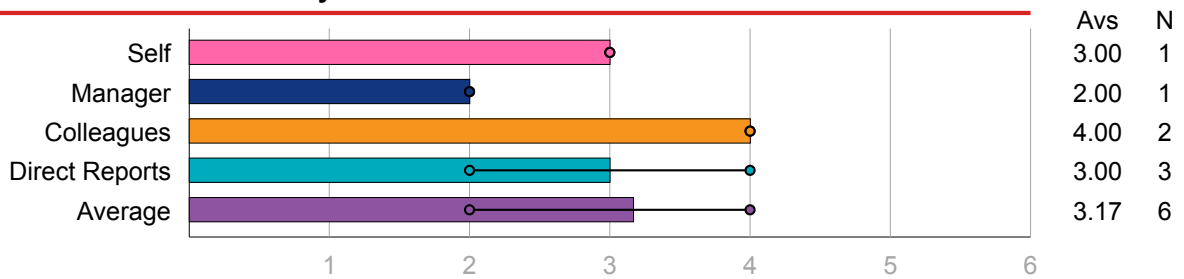 Avs N
Self 3.00 1
Manager 2.00 1
Colleagues 4.00 2
Direct Reports 3.00 3
Average 3.17 6
1 2 3 4 5 6